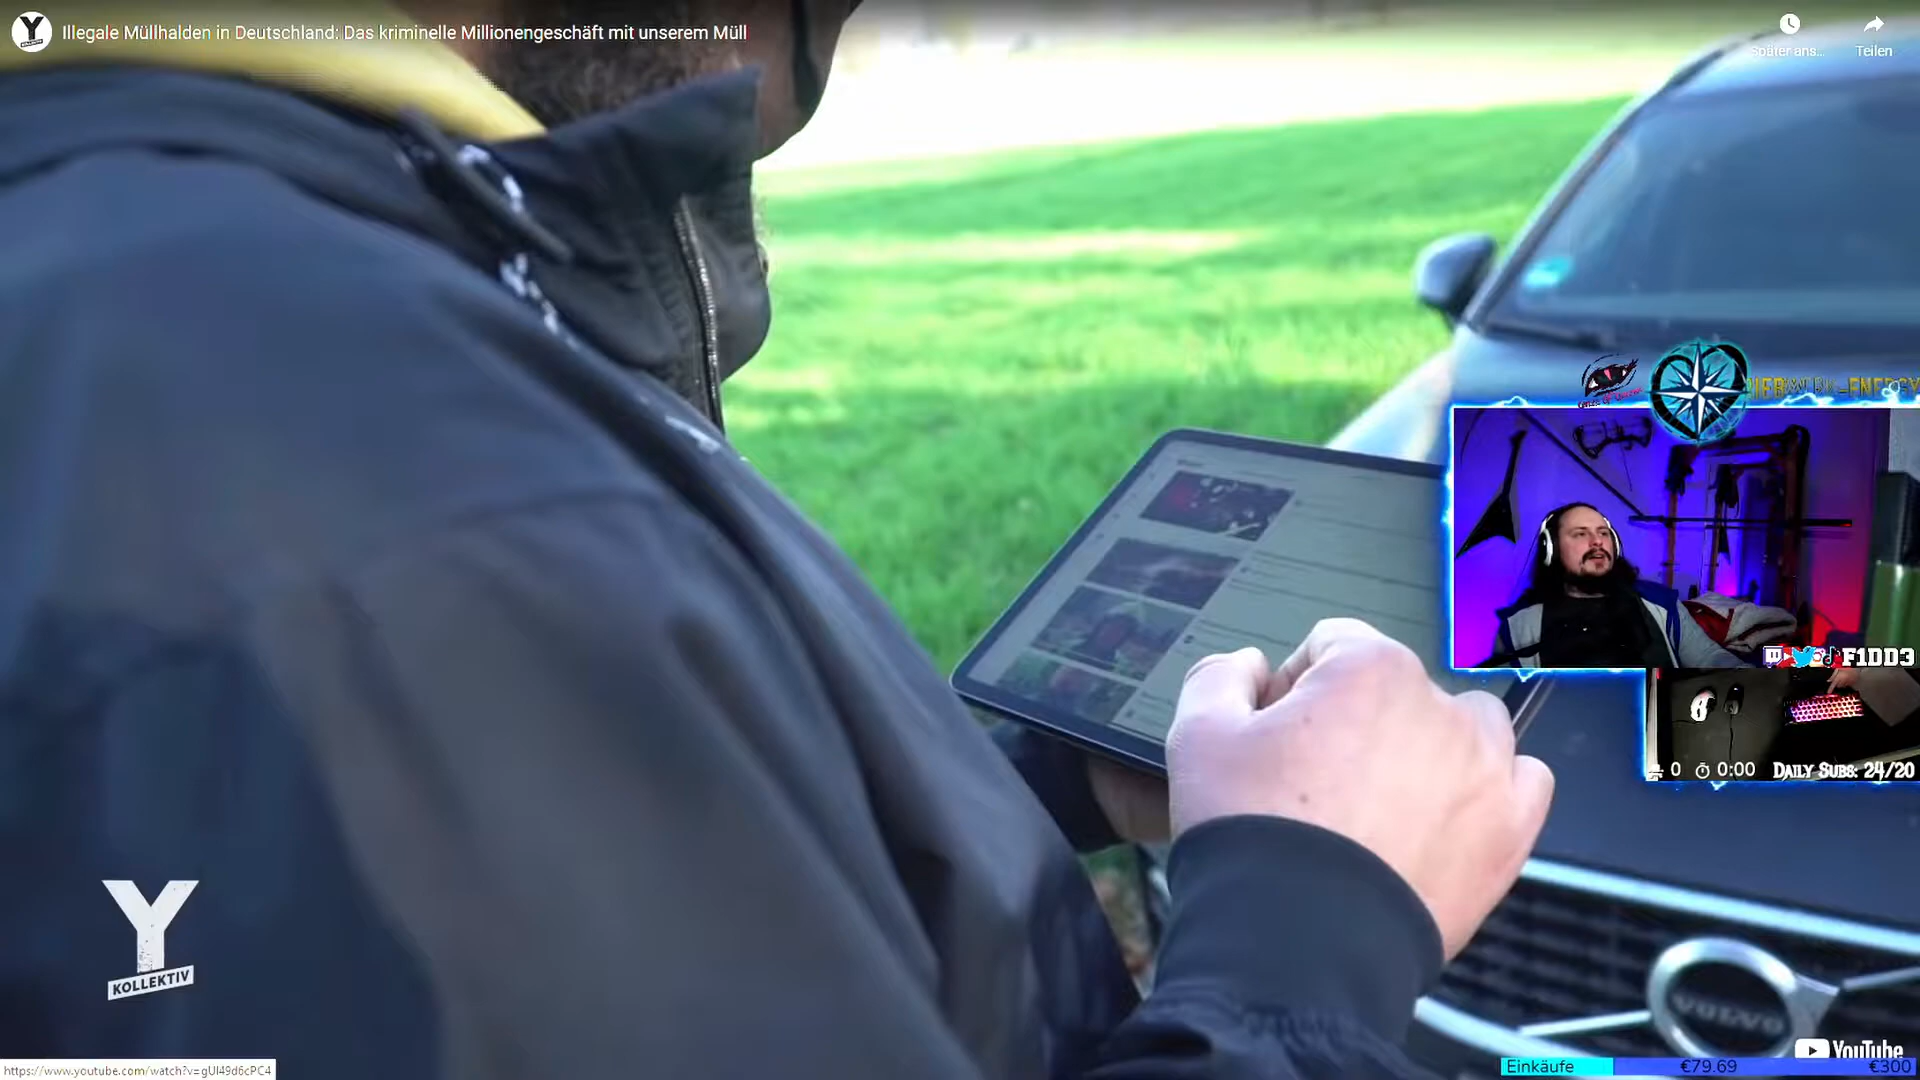 Illegale Müllhalden in Deutschland: Das kriminelle Millionengeschäft mit unserem Müll
Später ans...
Teilen
F1DD3
0
0:00
DAILY SUBS: 24/20
Y
KOLLEKTIV
VOLVO
YouTube
https://www.youtube.com/watch?v=gUl49d6cPC4
Einkäufe
€79.69
€300